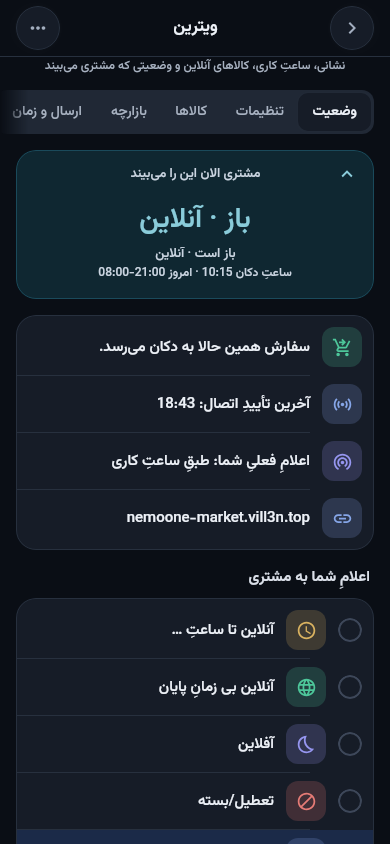 ویترین
نشانی، ساعتِ کاری، کالاهای آنلاین و وضعیتی که مشتری می‌بیند
وضعیت
تنظیمات
کالاها
بازارچه
ارسال و زمان
مشتری الان این را می‌بیند
باز · آنلاین
باز است · آنلاین
ساعتِ دکان 10:15 · امروز 08:00–21:00
سفارش همین حالا به دکان می‌رسد.
آخرین تأییدِ اتصال: 18:43
اعلامِ فعلیِ شما: طبقِ ساعتِ کاری
nemoone-market.vill3n.top
اعلامِ شما به مشتری
آنلاین تا ساعتِ …
آنلاین بی زمانِ پایان
آفلاین
تعطیل/بسته